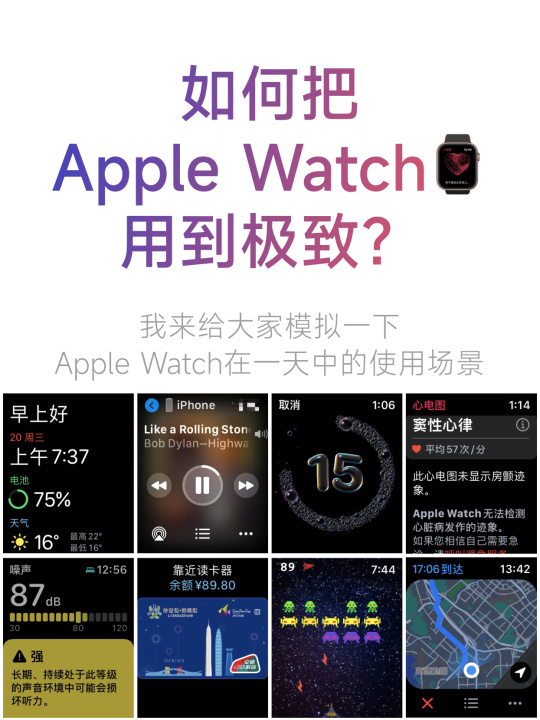 如何把
Apple Watch
用到极致?
我来给大家模拟一下
Apple Watch在一天中的使用场景
早上好
20 周三
上午 7:37
电池
75%
天气
16° 最高 22°
最低 16°
iPhone
Like a Rolling Ston
Bob Dylan—Highwa
取消 1:06
15
心电图 1:14
窦性心律
平均 57次/分
此心电图未显示房颤迹
象。
Apple Watch 无法检测
心脏病发作的迹象。
如果您相信自己需要急
噪声 12:56
87dB
30 80 120
强
长期、持续处于此等级
的声音环境中可能会损
坏听力。
靠近读卡器
余额 ¥89.80
89 7:44
17:06 到达 13:42